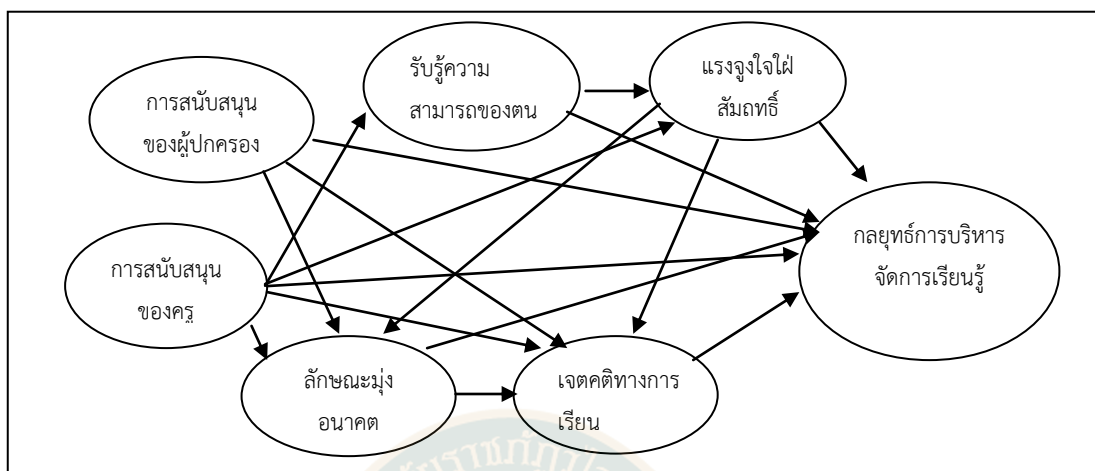 รับรู้ความ
สามารถของตน
แรงจูงใจใฝ่
สัมฤทธิ์
การสนับสนุน
ของผู้ปกครอง
การสนับสนุน
ของครู
กลยุทธ์การบริหาร
จัดการเรียนรู้
ลักษณะมุ่ง
อนาคต
เจตคติทางการ
เรียน